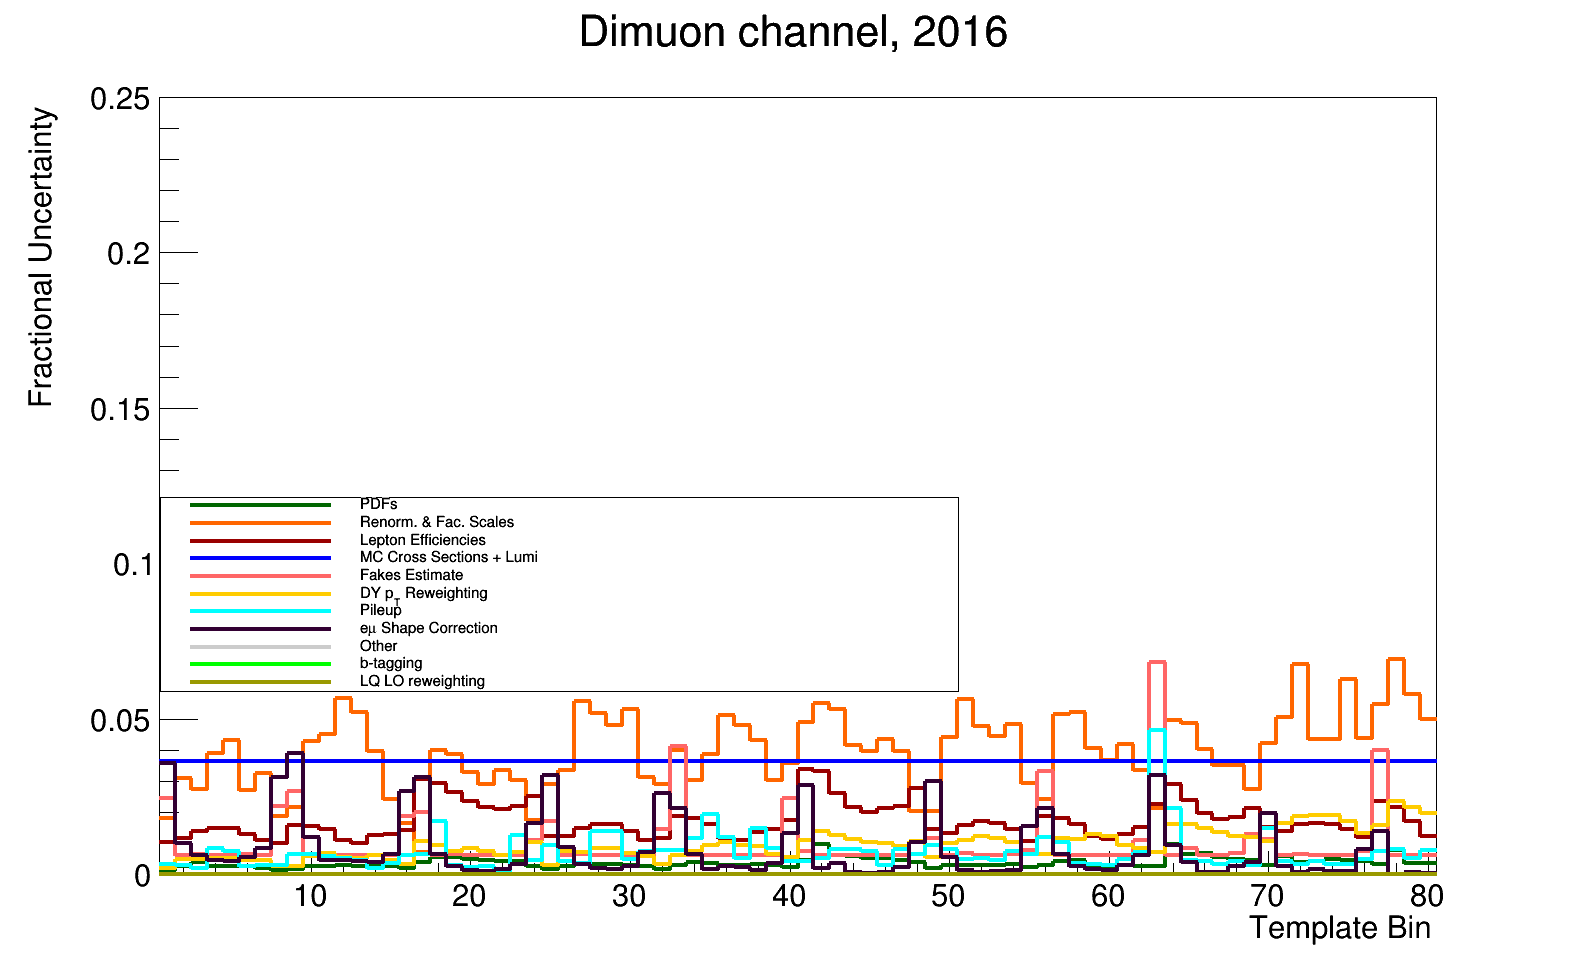 Dimuon channel, 2016
Fractional Uncertainty
0.25
0.2
0.15
0.1
0.05
0
PDFs
Renorm. & Fac. Scales
Lepton Efficiencies
MC Cross Sections + Lumi
Fakes Estimate
DY pT Reweighting
Pileup
eμ Shape Correction
Other
b-tagging
LQ LO reweighting
10 20 30 40 50 60 70 80
Template Bin